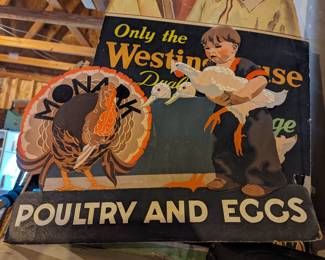 Only the
Westinghouse
Dual
MONARK
POULTRY AND EGGS